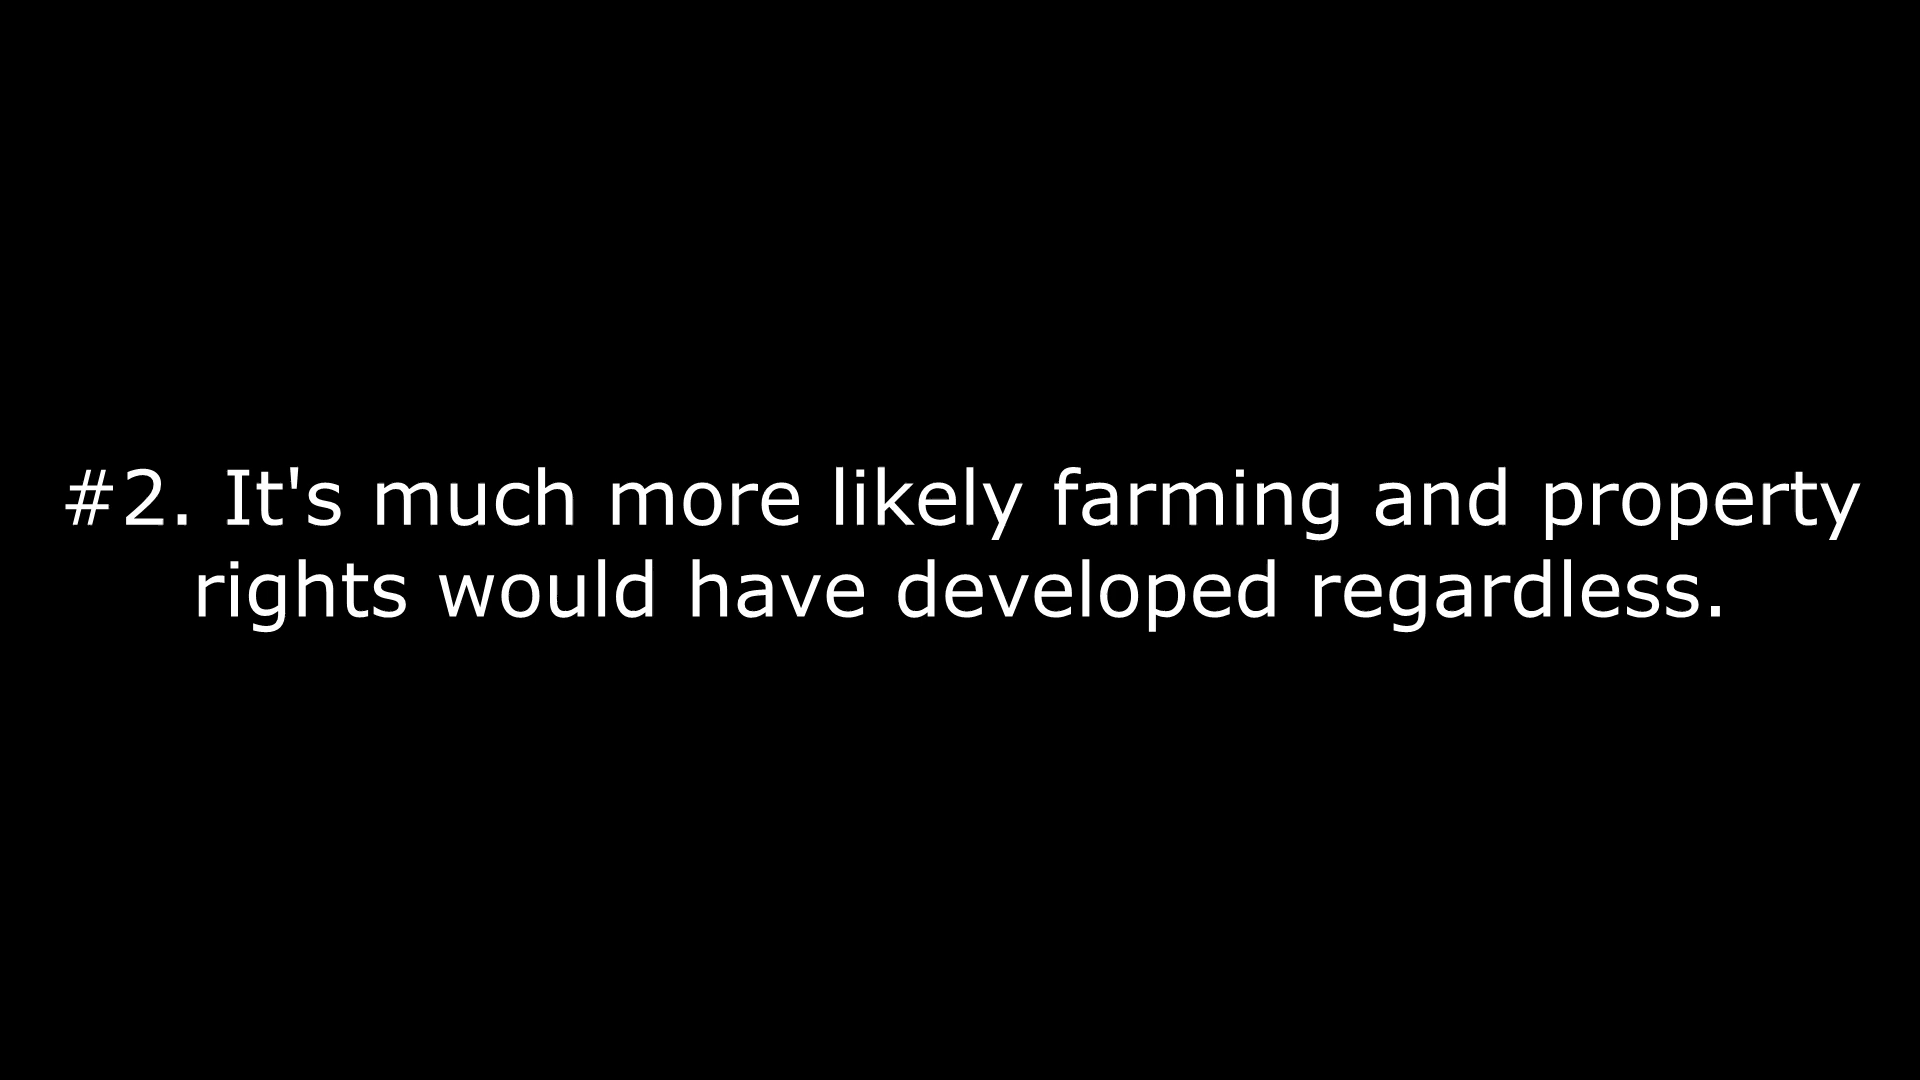 #2. It's much more likely farming and property
rights would have developed regardless.